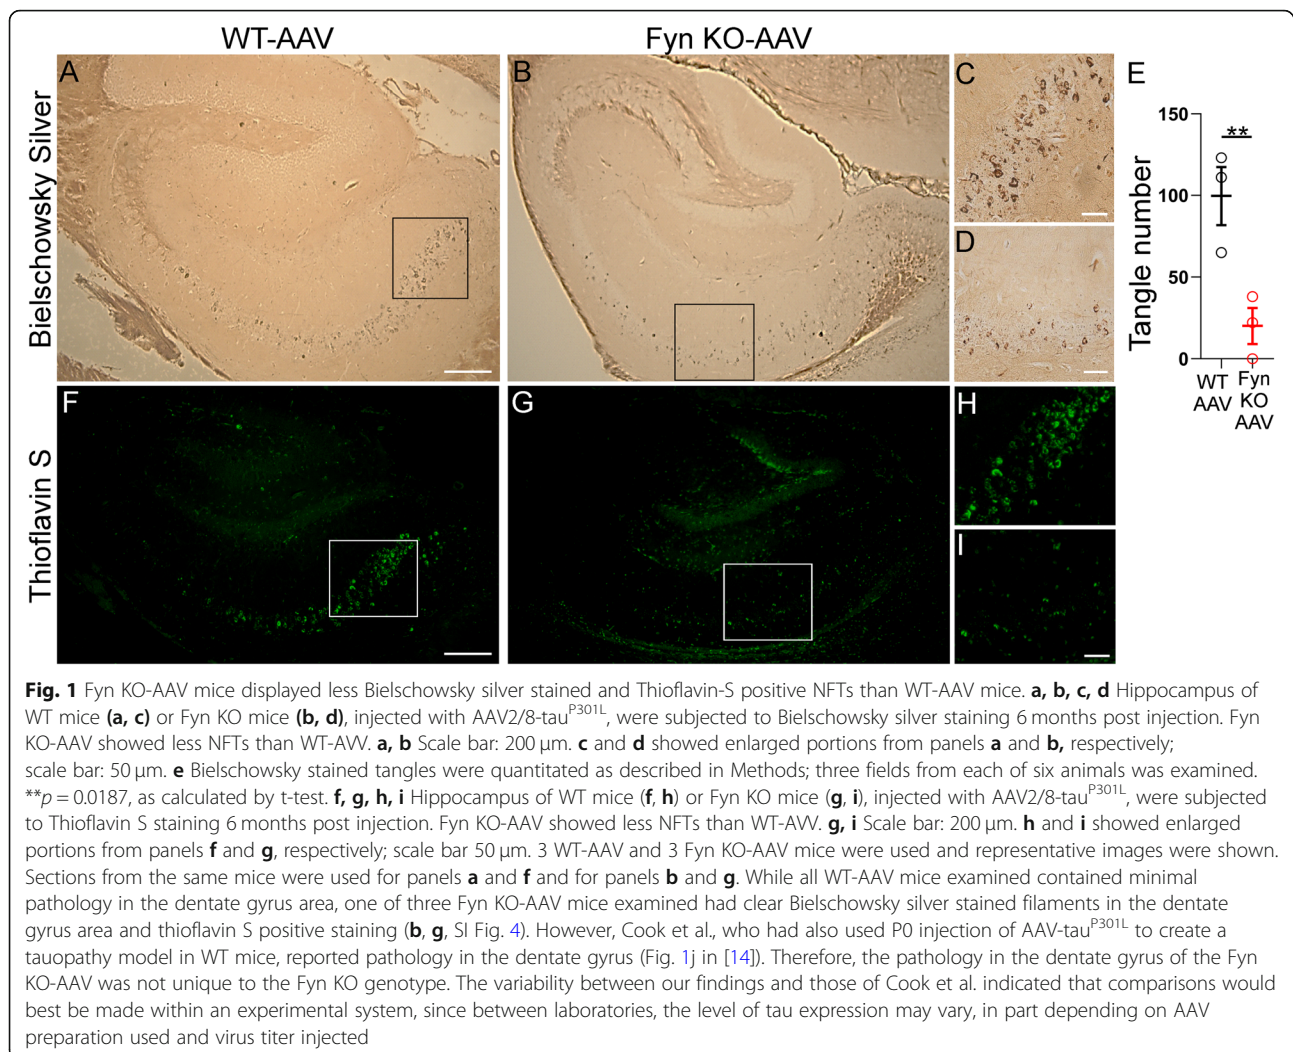 WT-AAV
Fyn KO-AAV
Bielschowsky Silver
A
B
C
D
E
150
100
50
0
**
Tangle number
WT
AAV
Fyn
KO
AAV
Thioflavin S
F
G
H
I
Fig. 1 Fyn KO-AAV mice displayed less Bielschowsky silver stained and Thioflavin-S positive NFTs than WT-AAV mice. a, b, c, d Hippocampus of
WT mice (a, c) or Fyn KO mice (b, d), injected with AAV2/8-tau^P301L, were subjected to Bielschowsky silver staining 6 months post injection. Fyn
KO-AAV showed less NFTs than WT-AVV. a, b Scale bar: 200 μm. c and d showed enlarged portions from panels a and b, respectively;
scale bar: 50 μm. e Bielschowsky stained tangles were quantitated as described in Methods; three fields from each of six animals was examined.
**p = 0.0187, as calculated by t-test. f, g, h, i Hippocampus of WT mice (f, h) or Fyn KO mice (g, i), injected with AAV2/8-tau^P301L, were subjected
to Thioflavin S staining 6 months post injection. Fyn KO-AAV showed less NFTs than WT-AVV. g, i Scale bar: 200 μm. h and i showed enlarged
portions from panels f and g, respectively; scale bar 50 μm. 3 WT-AAV and 3 Fyn KO-AAV mice were used and representative images were shown.
Sections from the same mice were used for panels a and f and for panels b and g. While all WT-AAV mice examined contained minimal
pathology in the dentate gyrus area, one of three Fyn KO-AAV mice examined had clear Bielschowsky silver stained filaments in the dentate
gyrus area and thioflavin S positive staining (b, g, SI Fig. 4). However, Cook et al., who had also used P0 injection of AAV-tau^P301L to create a
tauopathy model in WT mice, reported pathology in the dentate gyrus (Fig. 1j in [14]). Therefore, the pathology in the dentate gyrus of the Fyn
KO-AAV was not unique to the Fyn KO genotype. The variability between our findings and those of Cook et al. indicated that comparisons would
best be made within an experimental system, since between laboratories, the level of tau expression may vary, in part depending on AAV
preparation used and virus titer injected